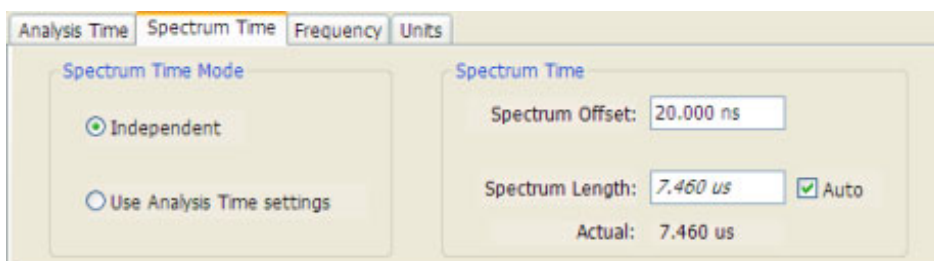 Analysis Time Spectrum Time Frequency Units
Spectrum Time Mode
Independent
Use Analysis Time settings
Spectrum Time
Spectrum Offset: 20.000 ns
Spectrum Length: 7.460 us Auto
Actual: 7.460 us